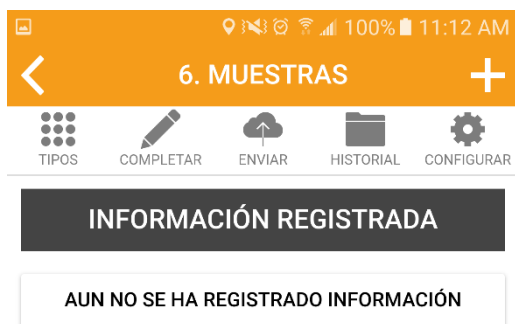 100% 11:12 AM
6. MUESTRAS
TIPOS COMPLETAR ENVIAR HISTORIAL CONFIGURAR
INFORMACIÓN REGISTRADA
AUN NO SE HA REGISTRADO INFORMACIÓN